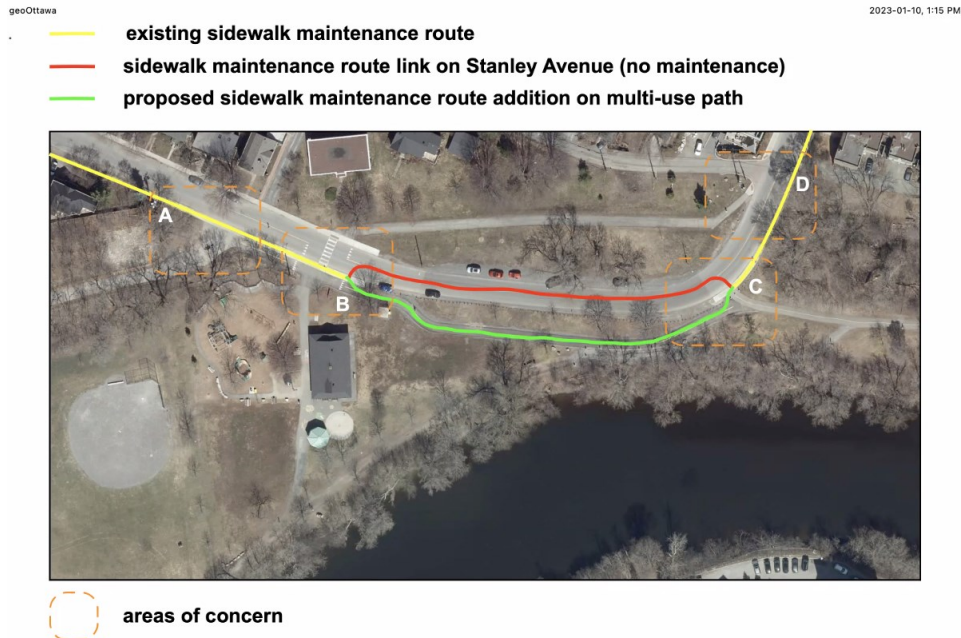 geoOttawa
2023-01-10, 1:15 PM
existing sidewalk maintenance route
sidewalk maintenance route link on Stanley Avenue (no maintenance)
proposed sidewalk maintenance route addition on multi-use path
A
D
C
B
areas of concern